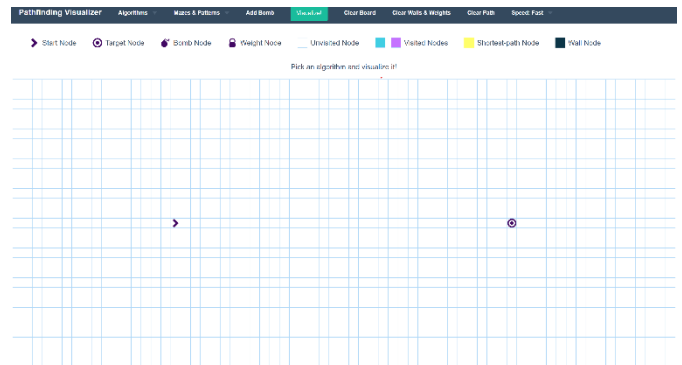 Pathfinding Visualizer Algorithms Mazes & Patterns Add Bomb Visualize! Clear Board Clear Walls & Weights Clear Path Speed: Fast
Start Node Target Node Bomb Node Weight Node Unvisited Node Visited Nodes Shortest-path Node Wall Node
Pick an algorithm and visualize it!